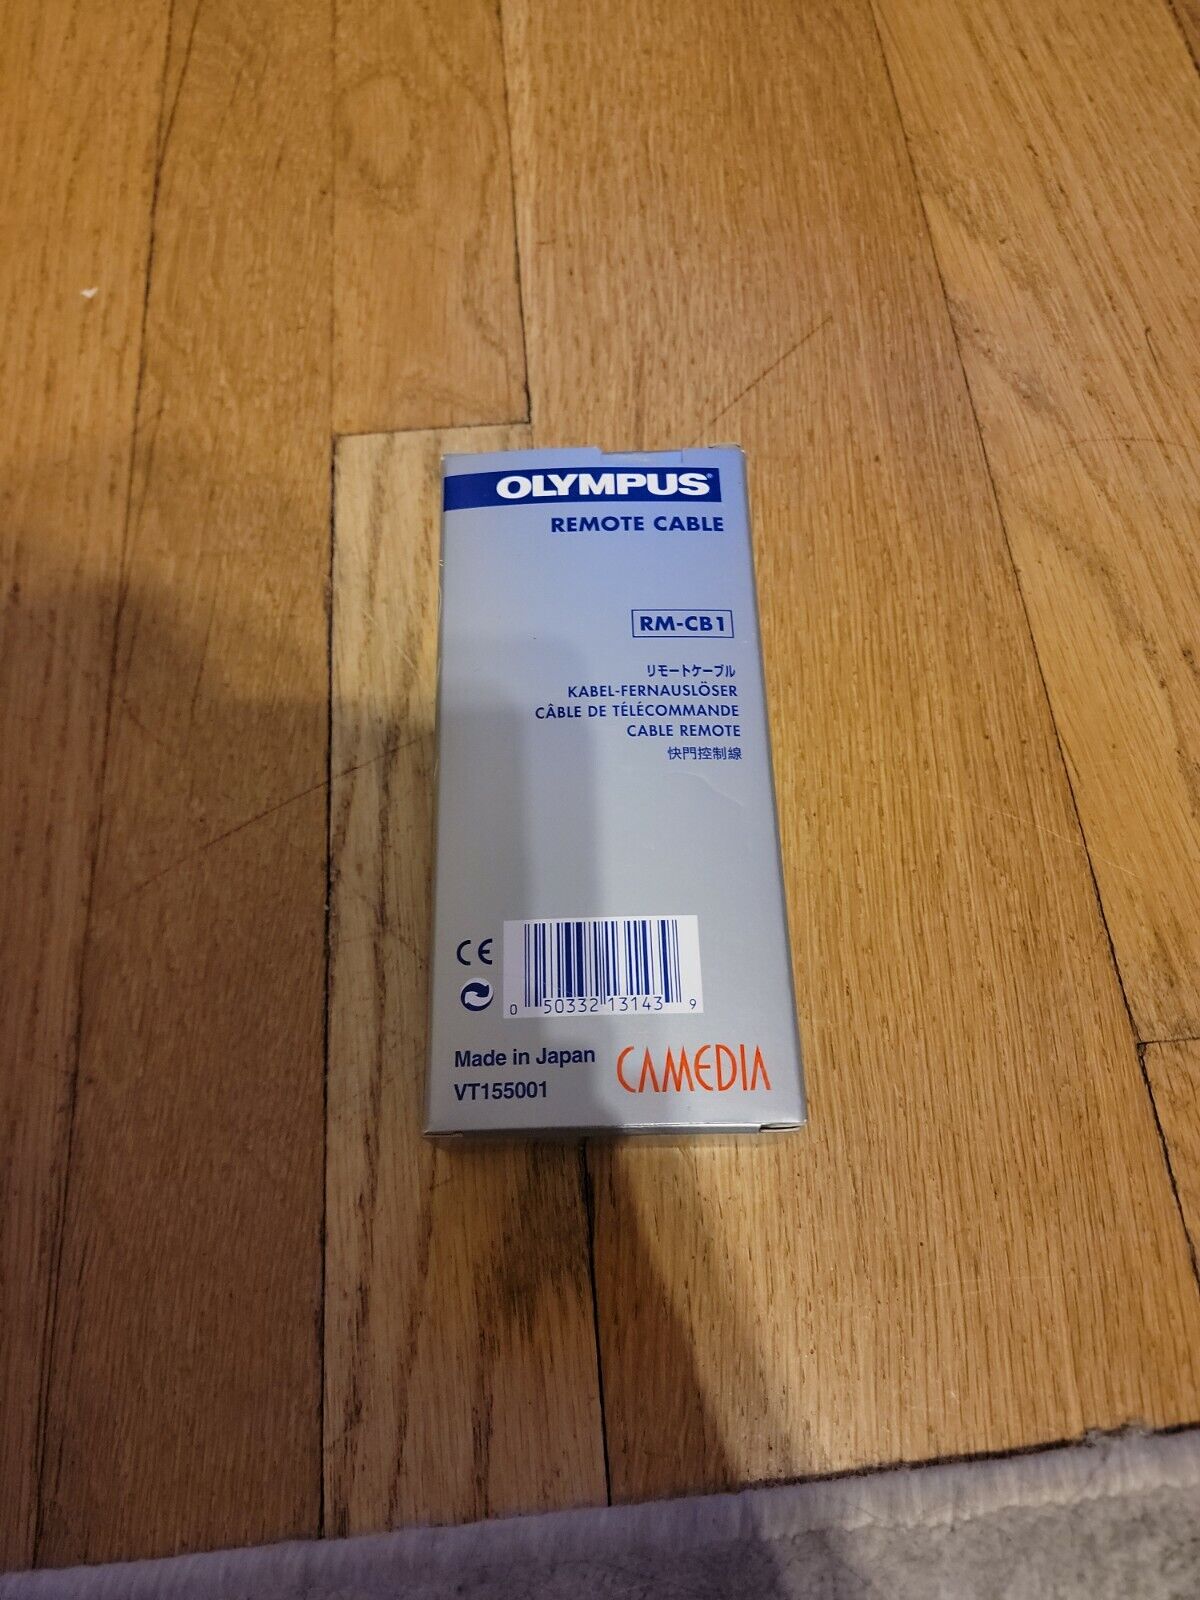 OLYMPUS®
REMOTE CABLE
RM-CB1
リモートケーブル
KABEL-FERNAUSLÖSER
CÂBLE DE TÉLÉCOMMANDE
CABLE REMOTE
快門控制線
CE
0 50332 13143 9
Made in Japan
CAMEDIA
VT155001